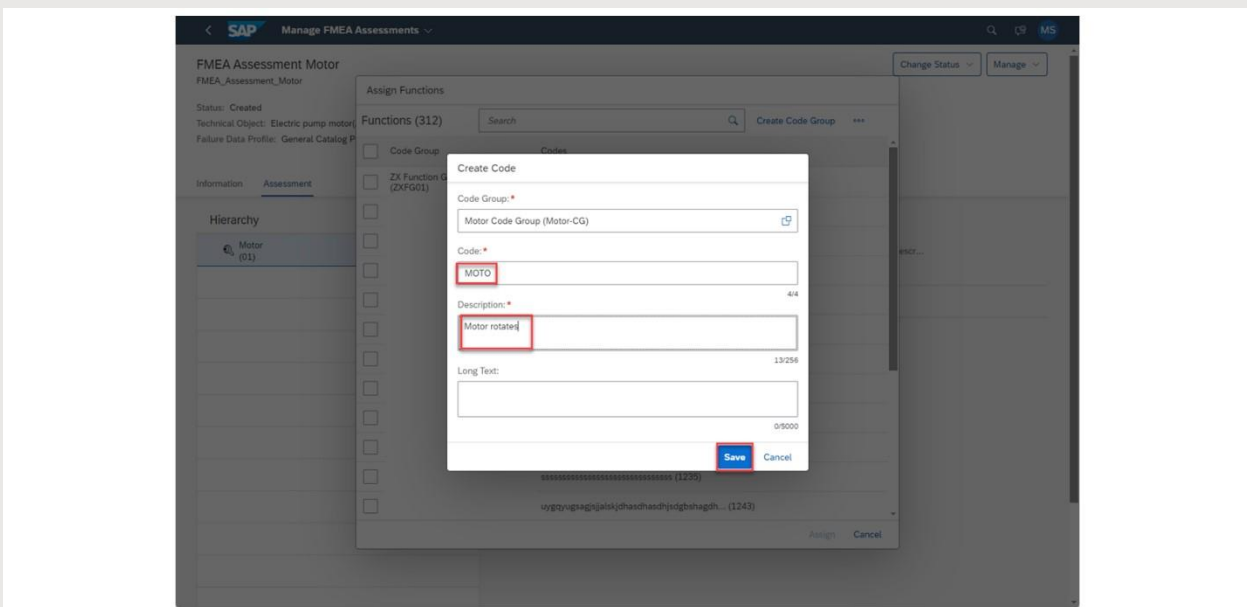 SAP Manage FMEA Assessments
MS
FMEA Assessment Motor
FMEA_Assessment_Motor
Change Status
Manage
Status: Created
Technical Object: Electric pump motor(
Failure Data Profile: General Catalog P
Information Assessment
Hierarchy
Motor
(01)
Assign Functions
Functions (312)
Search
Create Code Group
Code Group Codes
ZX Function G
(ZXFG01)
escr...
Create Code
Code Group: *
Motor Code Group (Motor-CG)
Code: *
MOTO
4/4
Description: *
Motor rotates
13/256
Long Text:
0/5000
Save Cancel
(1235)
(1243)
Assign Cancel